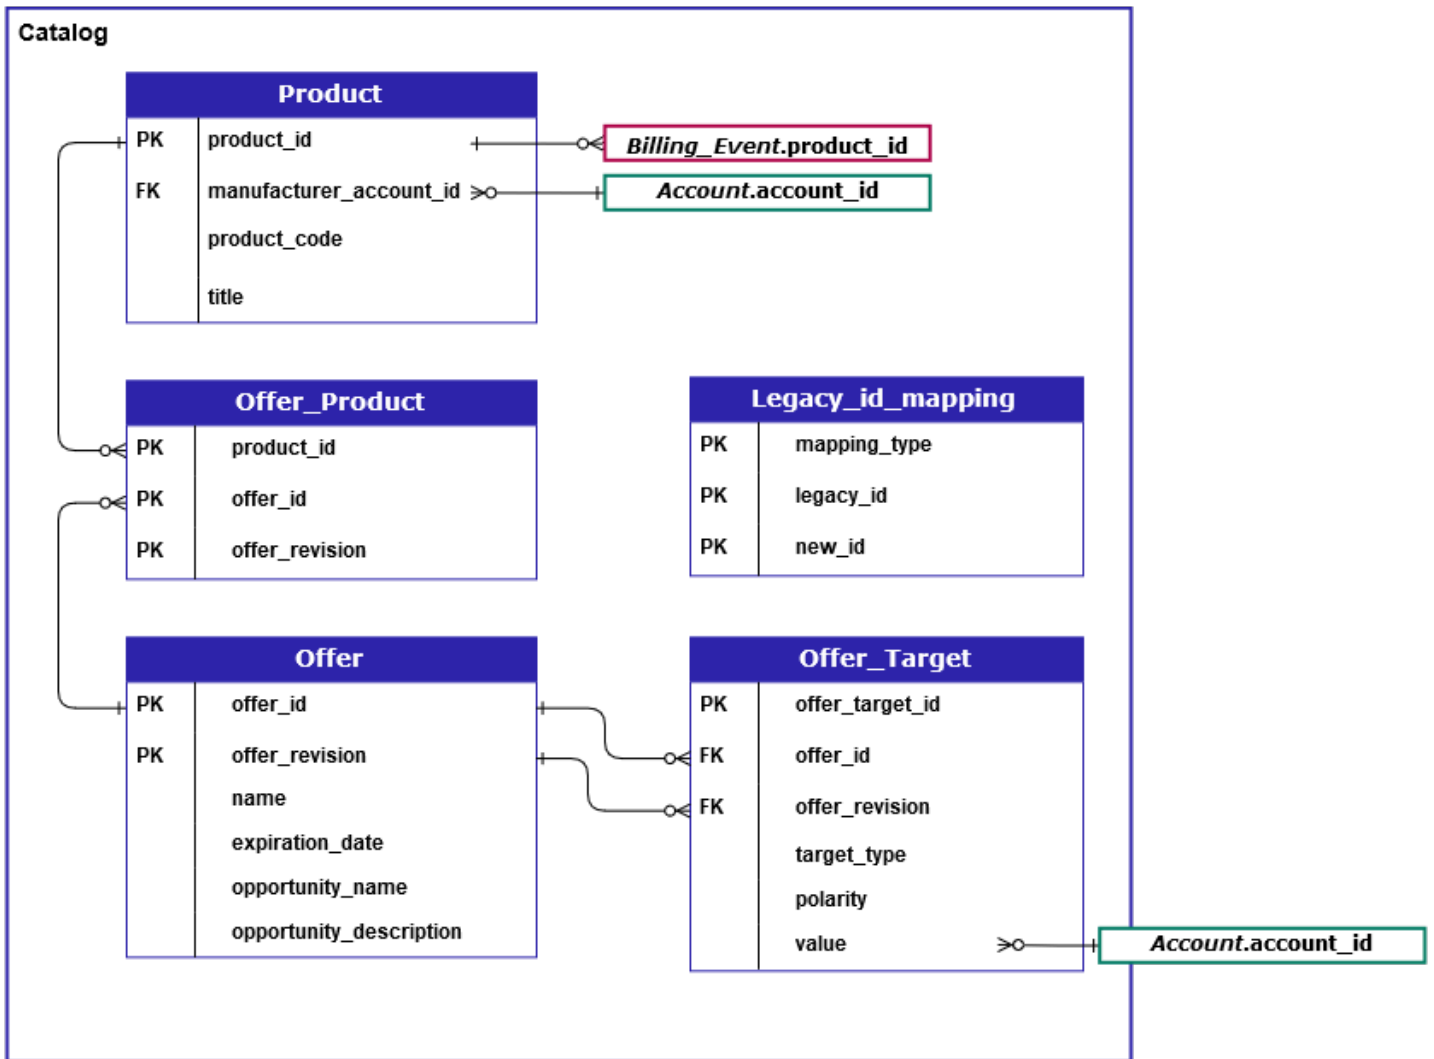 Catalog
Product
PK product_id
Billing_Event.product_id
FK manufacturer_account_id
Account.account_id
product_code
title
Offer_Product
PK product_id
PK offer_id
PK offer_revision
Legacy_id_mapping
PK mapping_type
PK legacy_id
PK new_id
Offer
PK offer_id
PK offer_revision
name
expiration_date
opportunity_name
opportunity_description
Offer_Target
PK offer_target_id
FK offer_id
FK offer_revision
target_type
polarity
value
Account.account_id